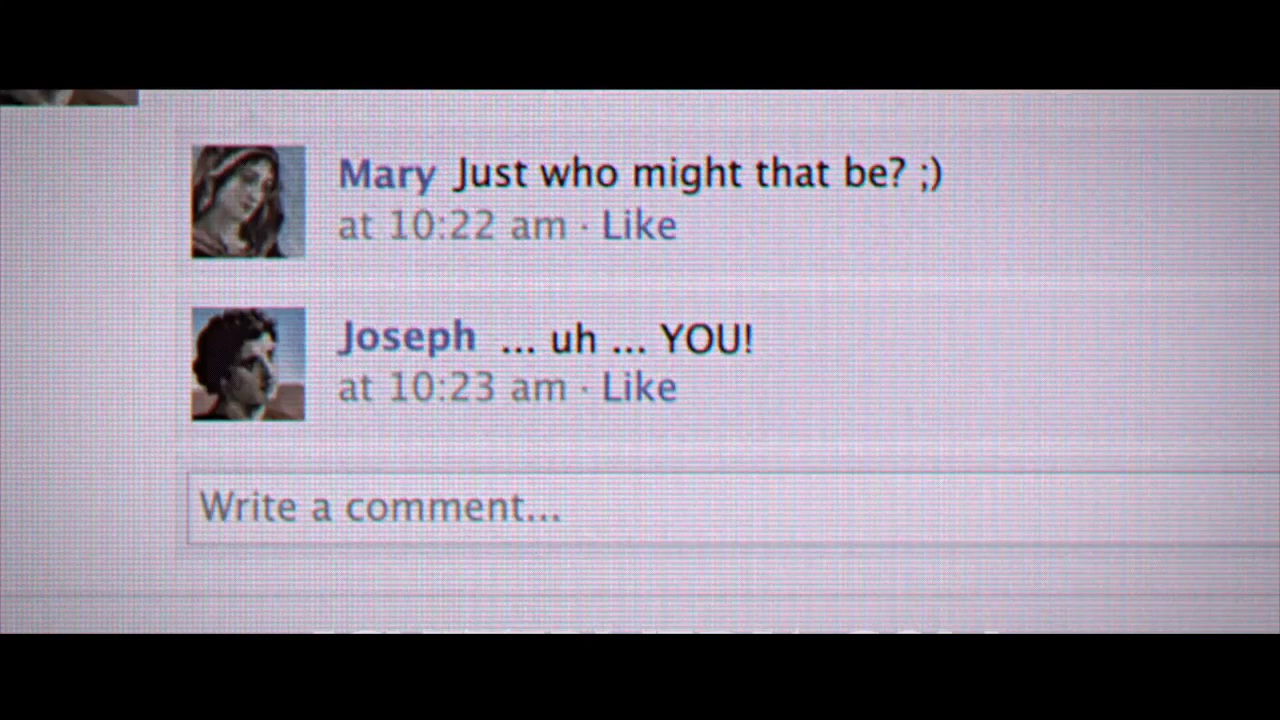 Mary Just who might that be? ;)
at 10:22 am · Like
Joseph ... uh ... YOU!
at 10:23 am · Like
Write a comment...